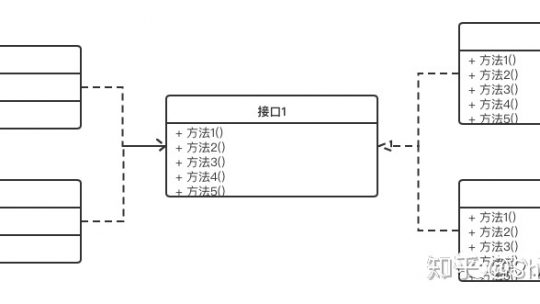 接口1
+ 方法1()
+ 方法2()
+ 方法3()
+ 方法4()
+ 方法5()
+ 方法1()
+ 方法2()
+ 方法3()
+ 方法4()
+ 方法5()
+ 方法1()
+ 方法2()
+ 方法3()
知乎